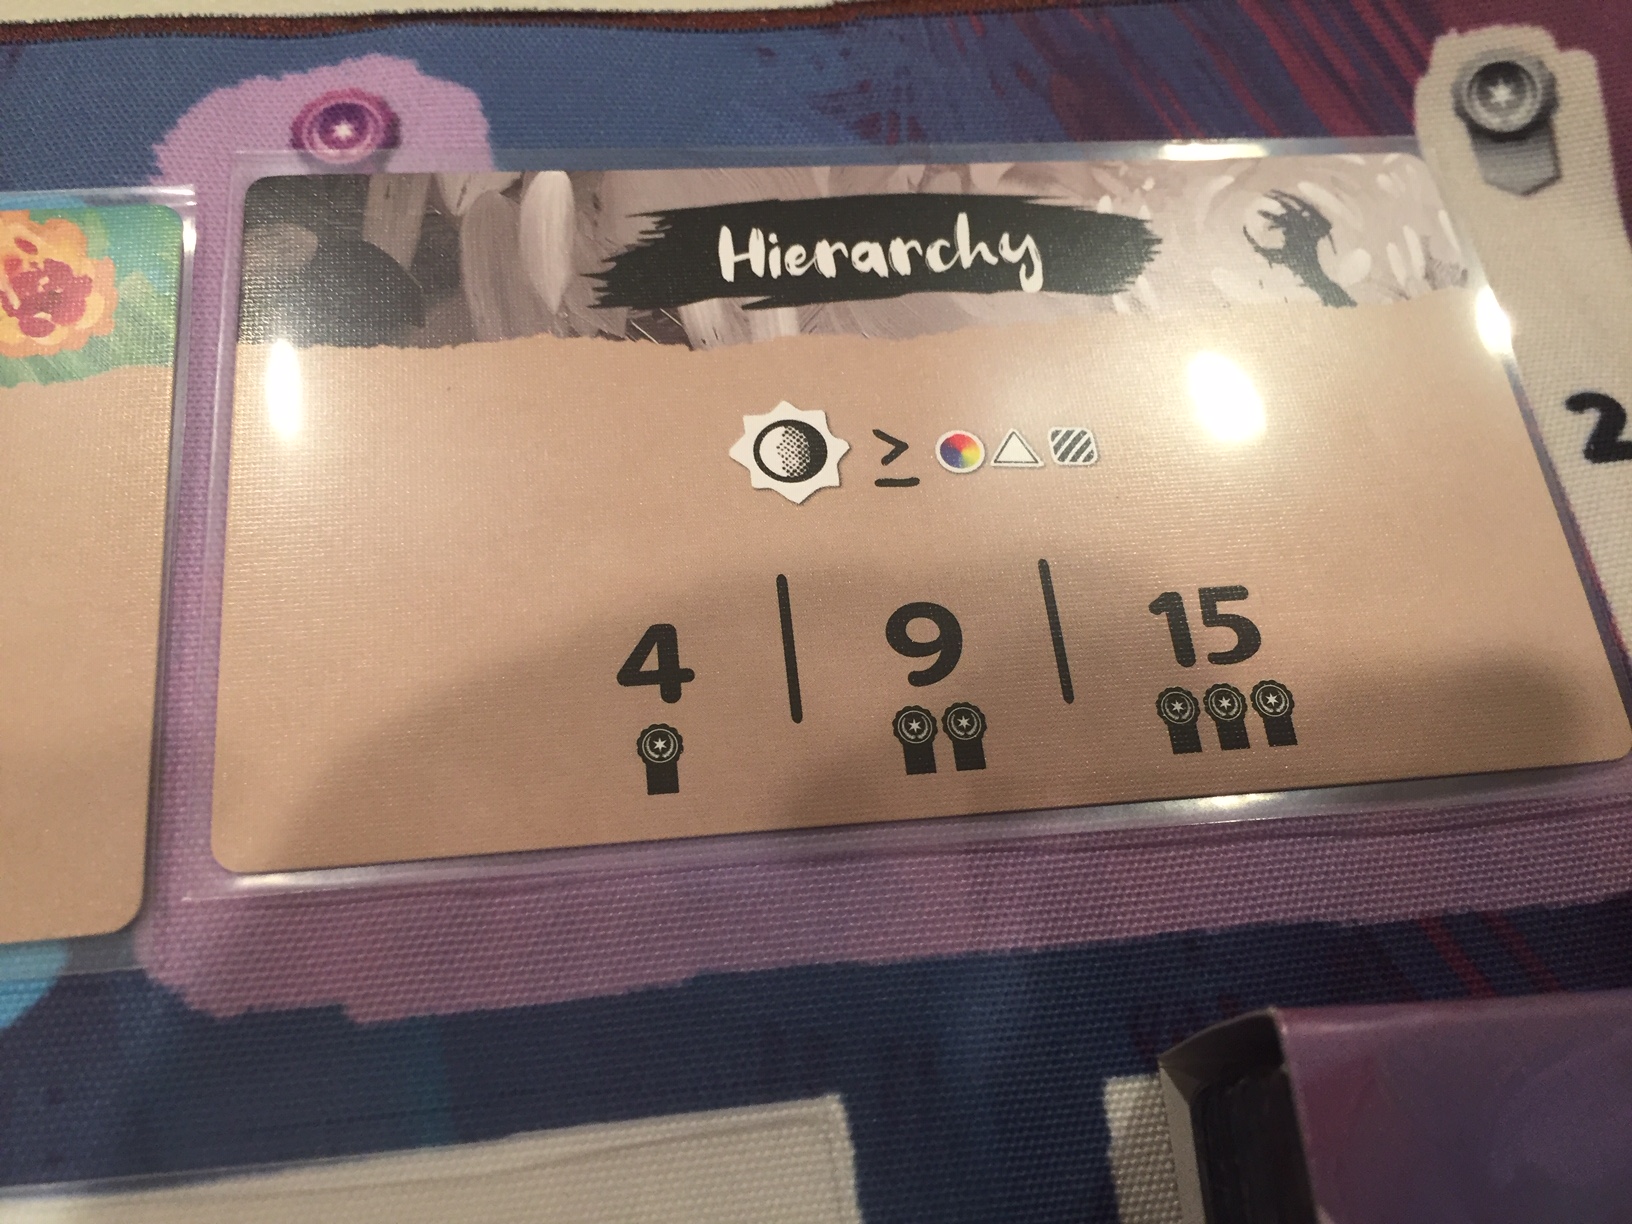 Hierarchy
≥
4 | 9 | 15
2